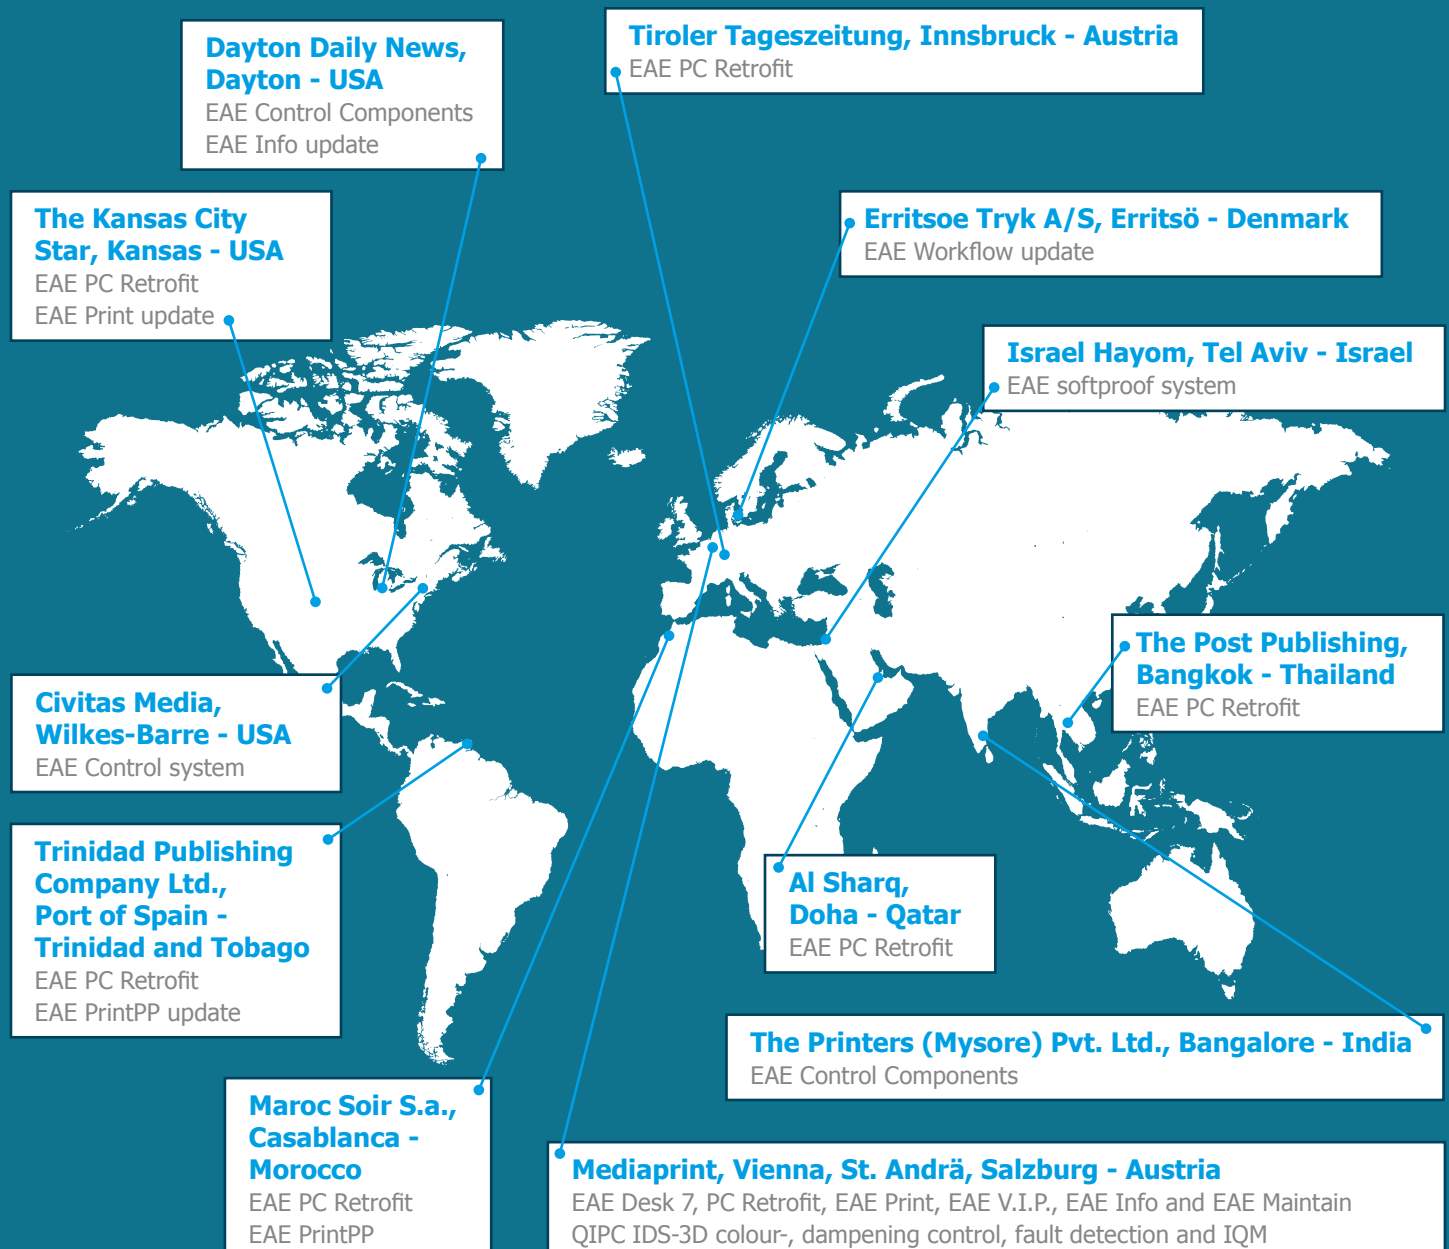 Dayton Daily News,
Dayton - USA
EAE Control Components
EAE Info update
Tiroler Tageszeitung, Innsbruck - Austria
EAE PC Retrofit
The Kansas City
Star, Kansas - USA
EAE PC Retrofit
EAE Print update
Erritsoe Tryk A/S, Erritsö - Denmark
EAE Workflow update
Israel Hayom, Tel Aviv - Israel
EAE softproof system
The Post Publishing,
Bangkok - Thailand
EAE PC Retrofit
Civitas Media,
Wilkes-Barre - USA
EAE Control system
Trinidad Publishing
Company Ltd.,
Port of Spain -
Trinidad and Tobago
EAE PC Retrofit
EAE PrintPP update
Al Sharq,
Doha - Qatar
EAE PC Retrofit
The Printers (Mysore) Pvt. Ltd., Bangalore - India
EAE Control Components
Maroc Soir S.a.,
Casablanca -
Morocco
EAE PC Retrofit
EAE PrintPP
Mediaprint, Vienna, St. Andrä, Salzburg - Austria
EAE Desk 7, PC Retrofit, EAE Print, EAE V.I.P., EAE Info and EAE Maintain
QIPC IDS-3D colour-, dampening control, fault detection and IQM